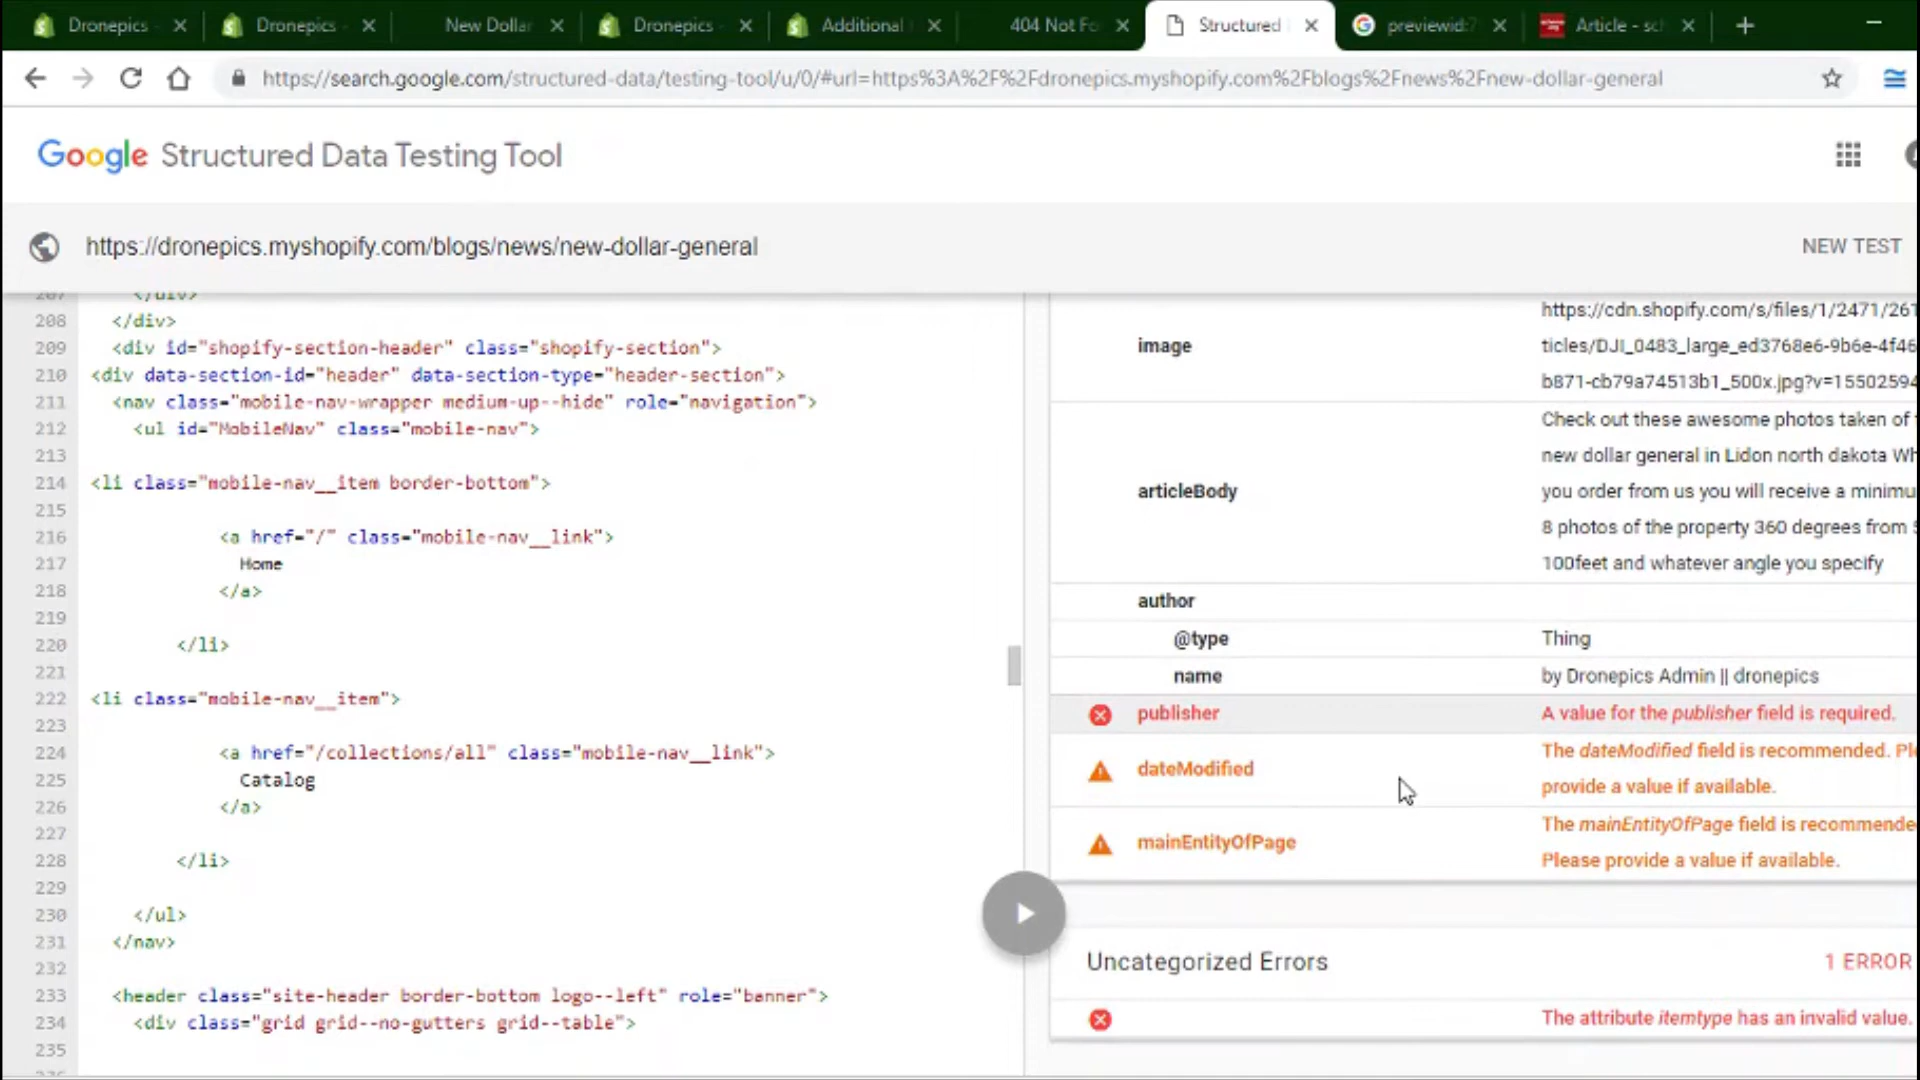 Dronepics -
Dronepics -
New Dollar
Dronepics -
Additional
404 Not Fo
Structured
previewid:7
Article - sch
https://search.google.com/structured-data/testing-tool/u/0/#url=https%3A%2F%2Fdronepics.myshopify.com%2Fblogs%2Fnews%2Fnew-dollar-general
Google Structured Data Testing Tool
https://dronepics.myshopify.com/blogs/news/new-dollar-general
NEW TEST
207 </div>
208 </div>
209 <div id="shopify-section-header" class="shopify-section">
210 <div data-section-id="header" data-section-type="header-section">
211 <nav class="mobile-nav-wrapper medium-up--hide" role="navigation">
212 <ul id="MobileNav" class="mobile-nav">
213
214 <li class="mobile-nav__item border-bottom">
215
216 <a href="/" class="mobile-nav__link">
217 Home
218 </a>
219
220 </li>
221
222 <li class="mobile-nav__item">
223
224 <a href="/collections/all" class="mobile-nav__link">
225 Catalog
226 </a>
227
228 </li>
229
230 </ul>
231 </nav>
232
233 <header class="site-header border-bottom logo--left" role="banner">
234 <div class="grid grid--no-gutters grid--table">
235
https://cdn.shopify.com/s/files/1/2471/261
image
ticles/DJI_0483_large_ed3768e6-9b6e-4f46
b871-cb79a74513b1_500x.jpg?v=15502594
Check out these awesome photos taken of
new dollar general in Lidon north dakota Wh
articleBody
you order from us you will receive a minimu
8 photos of the property 360 degrees from 5
100feet and whatever angle you specify
author
@type Thing
name by Dronepics Admin || dronepics
publisher A value for the publisher field is required.
dateModified
The dateModified field is recommended. Ple
provide a value if available.
mainEntityOfPage
The mainEntityOfPage field is recommende
Please provide a value if available.
Uncategorized Errors 1 ERROR
The attribute itemtype has an invalid value.